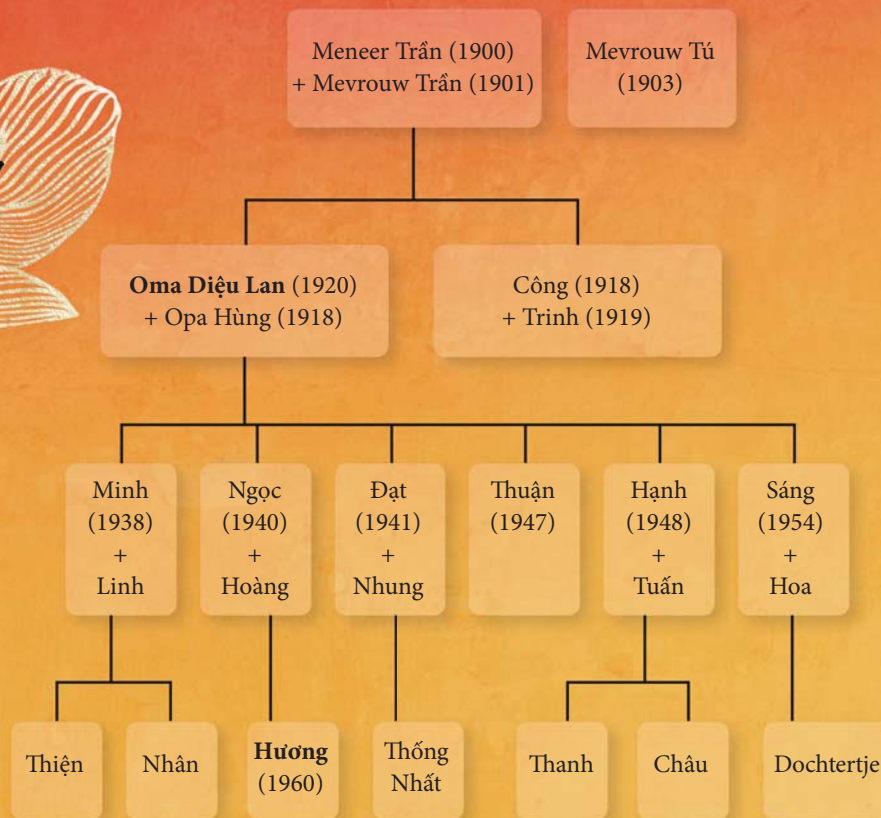 Meneer Trần (1900)
+ Mevrouw Trần (1901)
Mevrouw Tú
(1903)
Oma Diệu Lan (1920)
+ Opa Hùng (1918)
Công (1918)
+ Trinh (1919)
Minh
(1938)
+
Linh
Ngọc
(1940)
+
Hoàng
Đạt
(1941)
+
Nhung
Thuận
(1947)
Hạnh
(1948)
+
Tuấn
Sáng
(1954)
+
Hoa
Thiện
Nhân
Hương
(1960)
Thống
Nhất
Thanh
Châu
Dochtertje